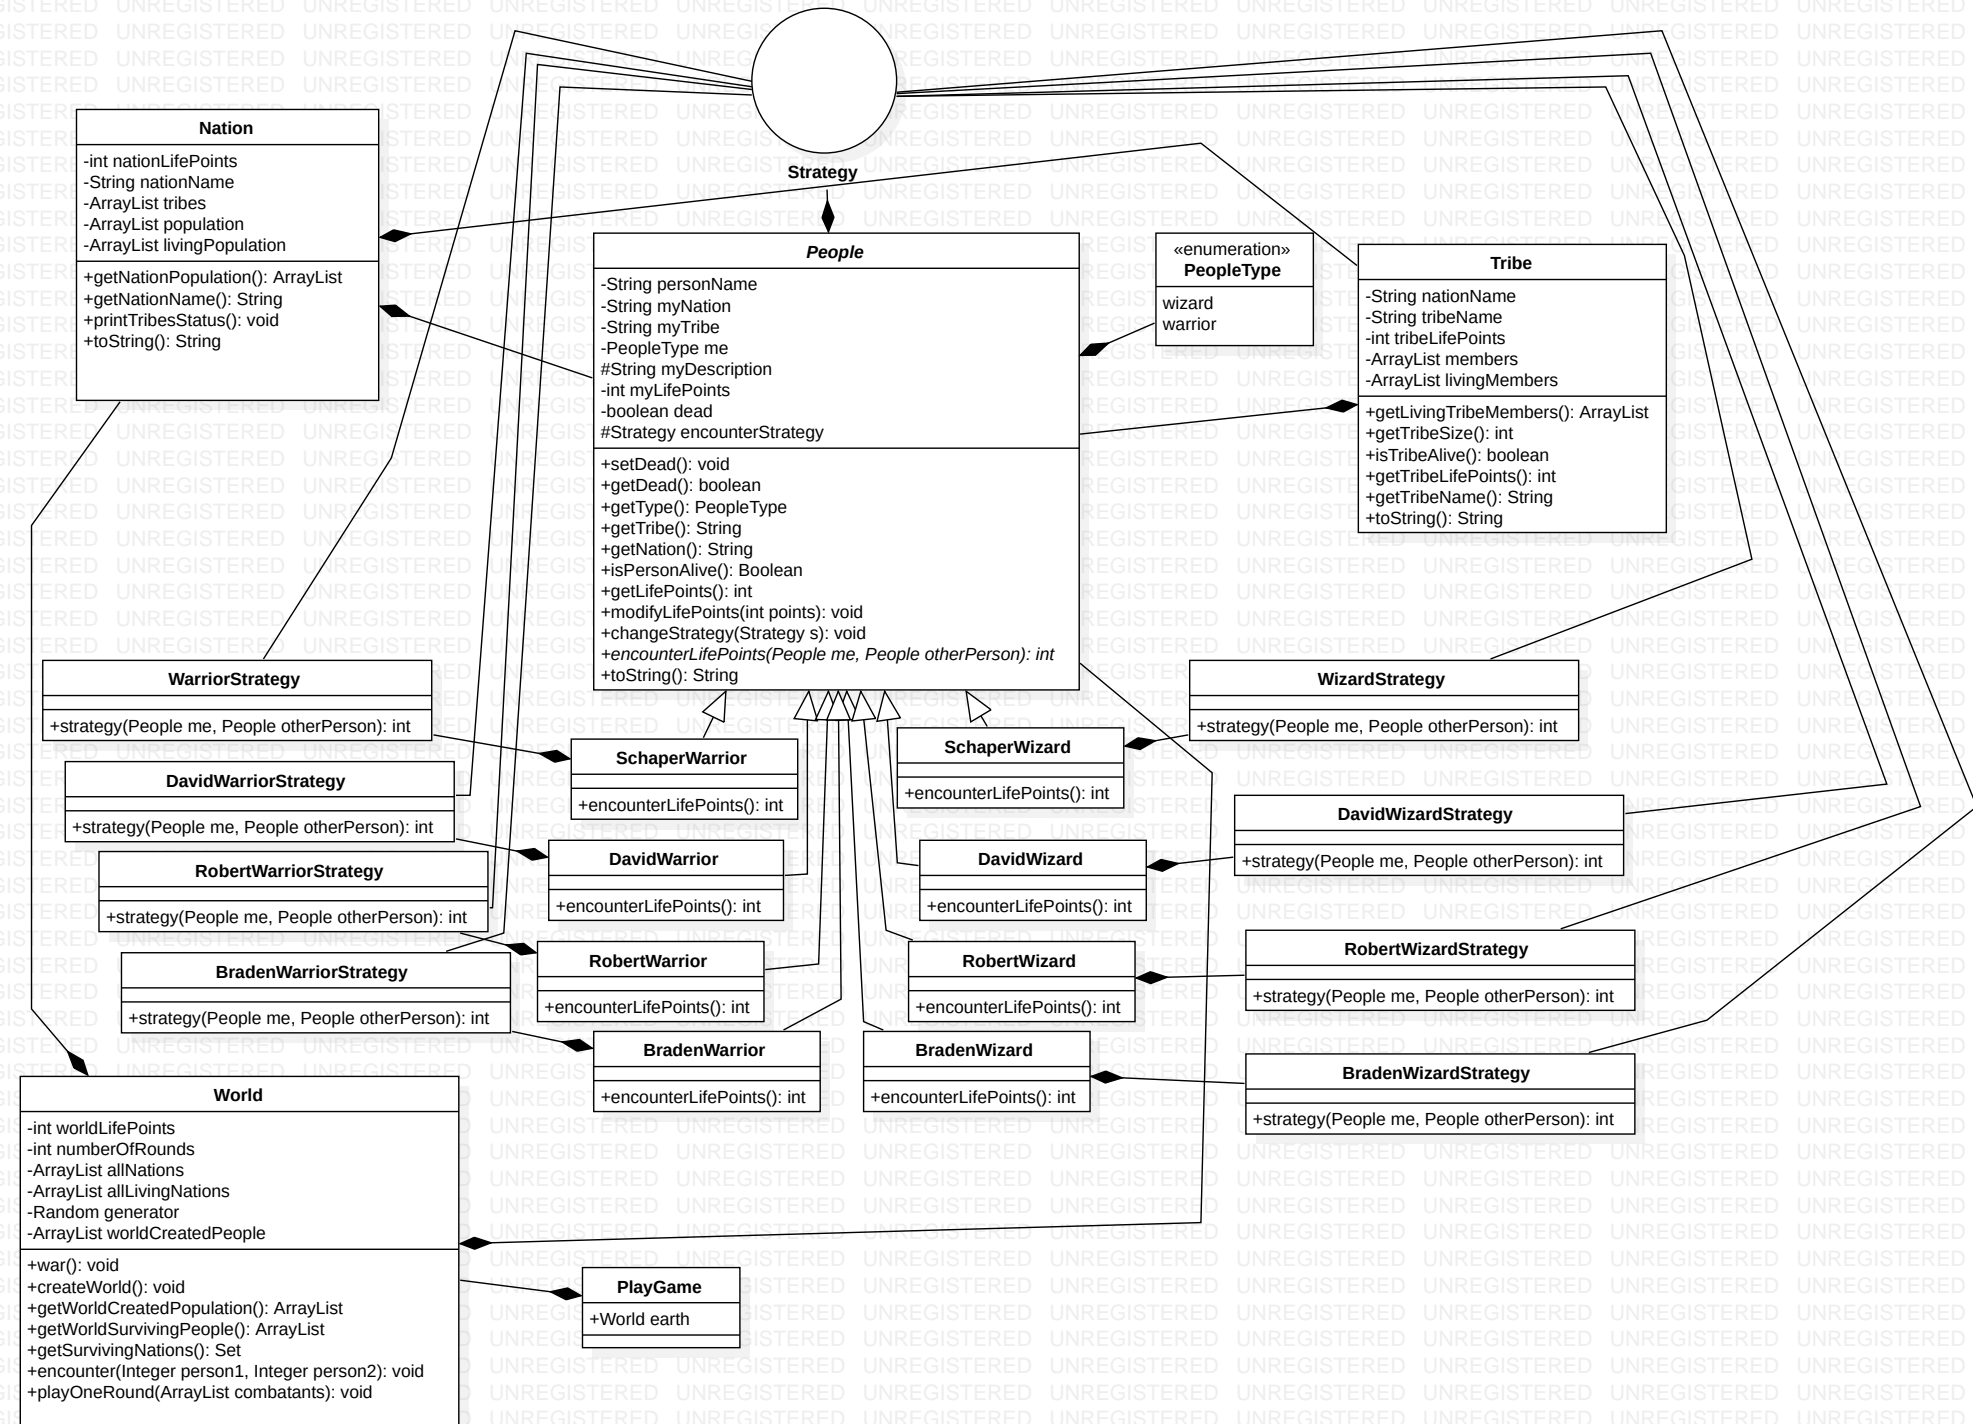 Strategy
Nation
-int nationLifePoints
-String nationName
-ArrayList tribes
-ArrayList population
-ArrayList livingPopulation
+getNationPopulation(): ArrayList
+getNationName(): String
+printTribesStatus(): void
+toString(): String
People
-String personName
-String myNation
-String myTribe
-PeopleType me
#String myDescription
-int myLifePoints
-boolean dead
#Strategy encounterStrategy
+setDead(): void
+getDead(): boolean
+getType(): PeopleType
+getTribe(): String
+getNation(): String
+isPersonAlive(): Boolean
+getLifePoints(): int
+modifyLifePoints(int points): void
+changeStrategy(Strategy s): void
+encounterLifePoints(People me, People otherPerson): int
+toString(): String
«enumeration»
PeopleType
wizard
warrior
Tribe
-String nationName
-String tribeName
-int tribeLifePoints
-ArrayList members
-ArrayList livingMembers
+getLivingTribeMembers(): ArrayList
+getTribeSize(): int
+isTribeAlive(): boolean
+getTribeLifePoints(): int
+getTribeName(): String
+toString(): String
WarriorStrategy
+strategy(People me, People otherPerson): int
DavidWarriorStrategy
+strategy(People me, People otherPerson): int
RobertWarriorStrategy
+strategy(People me, People otherPerson): int
BradenWarriorStrategy
+strategy(People me, People otherPerson): int
SchaperWarrior
+encounterLifePoints(): int
DavidWarrior
+encounterLifePoints(): int
RobertWarrior
+encounterLifePoints(): int
BradenWarrior
+encounterLifePoints(): int
SchaperWizard
+encounterLifePoints(): int
DavidWizard
+encounterLifePoints(): int
RobertWizard
+encounterLifePoints(): int
BradenWizard
+encounterLifePoints(): int
WizardStrategy
+strategy(People me, People otherPerson): int
DavidWizardStrategy
+strategy(People me, People otherPerson): int
RobertWizardStrategy
+strategy(People me, People otherPerson): int
BradenWizardStrategy
+strategy(People me, People otherPerson): int
World
-int worldLifePoints
-int numberOfRounds
-ArrayList allNations
-ArrayList allLivingNations
-Random generator
-ArrayList worldCreatedPeople
+war(): void
+createWorld(): void
+getWorldCreatedPopulation(): ArrayList
+getWorldSurvivingPeople(): ArrayList
+getSurvivingNations(): Set
+encounter(Integer person1, Integer person2): void
+playOneRound(ArrayList combatants): void
PlayGame
+World earth